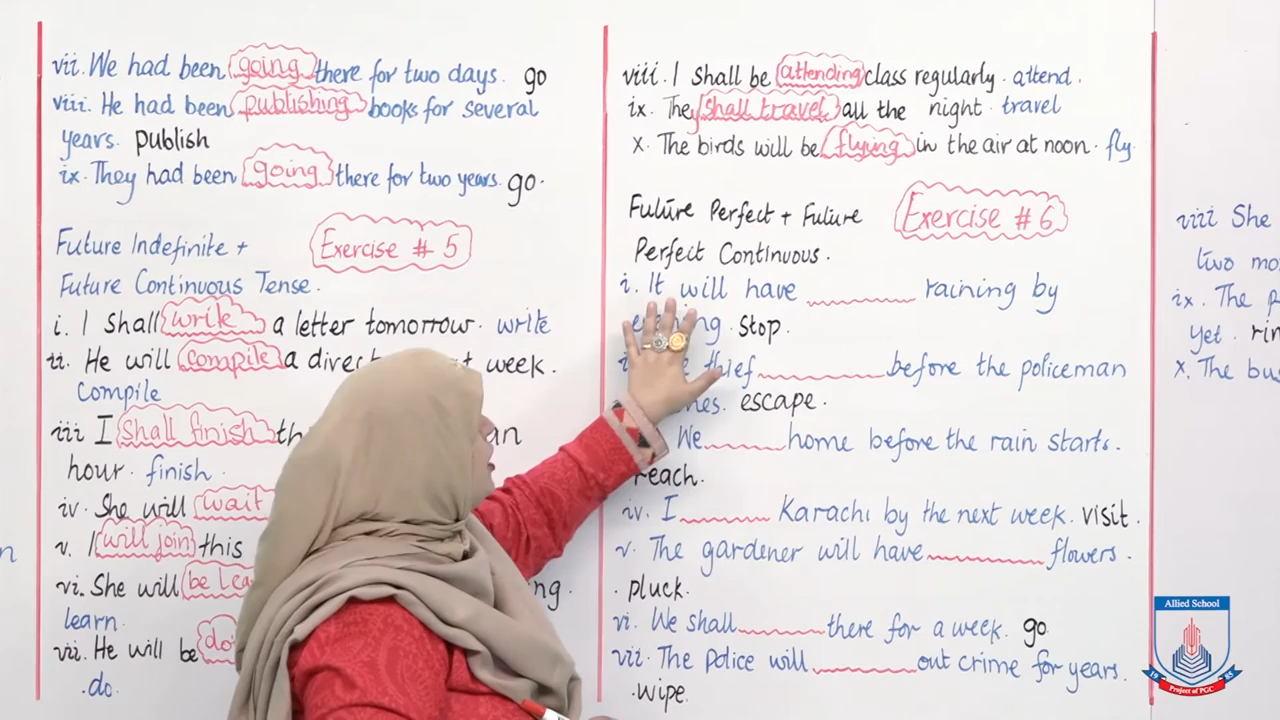 vii. We had been going there for two days. go
viii. He had been publishing books for several
years. publish
ix. They had been going there for two years. go.
Future Indefinite + Exercise # 5
Future Continuous Tense.
i. I shall write a letter tomorrow. write
ii. He will compile a week.
Compile
iii I shall finish an
hour. finish.
iv. She will wait
v. I will join this
vi. She will be
learn.
vii. He will be
.do.
viii. I shall be attending class regularly. attend.
ix. They shall travel all the night. travel
x. The birds will be flying in the air at noon. fly
Future Perfect + Future Exercise # 6
Perfect Continuous.
i. It will have raining by
stop.
thief before the policeman
escape.
We home before the rain starts.
reach.
iv. I Karachi by the next week. visit.
v. The gardener will have flowers.
. pluck.
vi. We shall there for a week. go
vii. The Police will out crime for years.
.wipe.
viii She
two
ix. The
yet.
x. The
Allied School
1985
Project of PGC